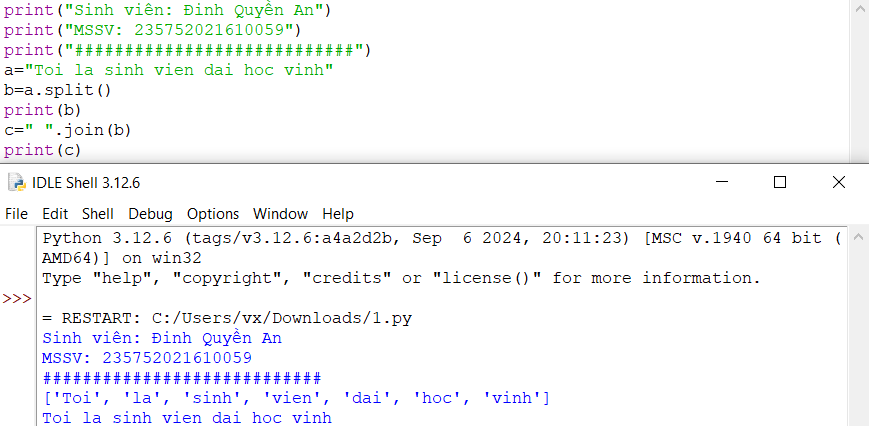 print("Sinh viên: Đinh Quyền An")
print("MSSV: 235752021610059")
print("############################")
a="Toi la sinh vien dai hoc vinh"
b=a.split()
print(b)
c=" ".join(b)
print(c)
IDLE Shell 3.12.6
File Edit Shell Debug Options Window Help
Python 3.12.6 (tags/v3.12.6:a4a2d2b, Sep  6 2024, 20:11:23) [MSC v.1940 64 bit (
AMD64)] on win32
Type "help", "copyright", "credits" or "license()" for more information.
>>>
= RESTART: C:/Users/vx/Downloads/1.py
Sinh viên: Đinh Quyền An
MSSV: 235752021610059
############################
['Toi', 'la', 'sinh', 'vien', 'dai', 'hoc', 'vinh']
Toi la sinh vien dai hoc vinh